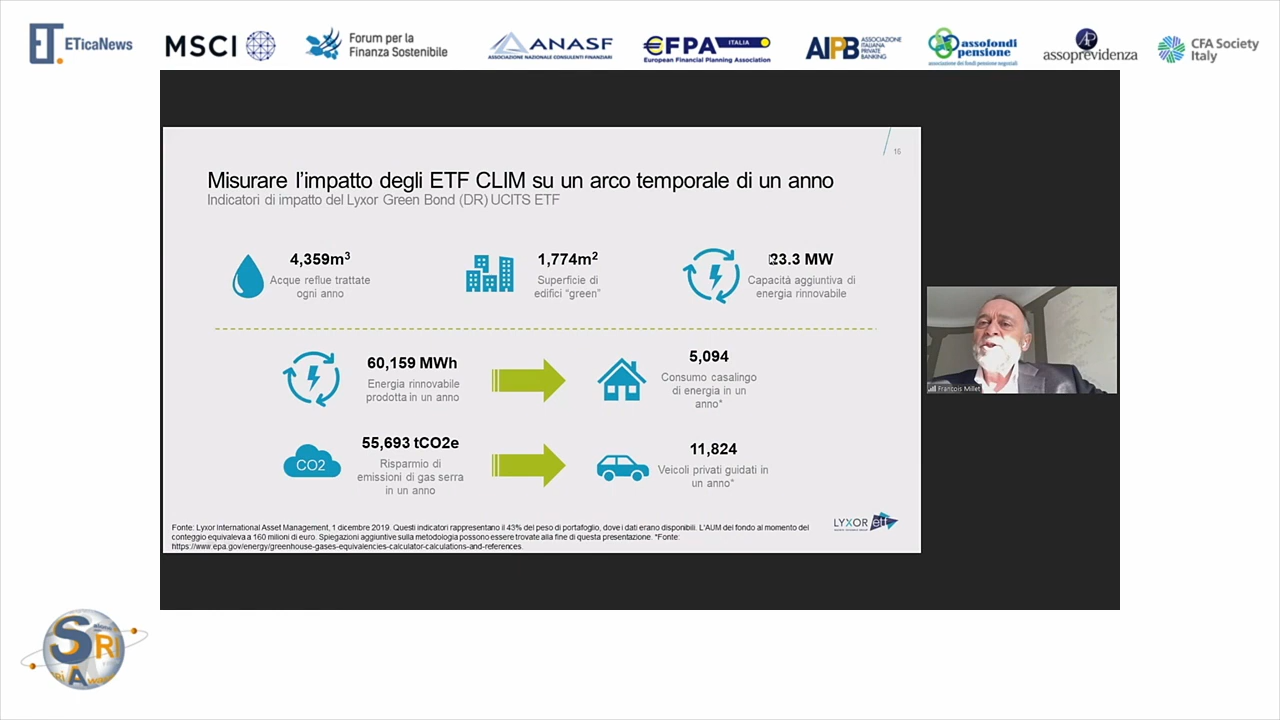 ETicaNews
MSCI
Forum per la
Finanza Sostenibile
ANASF
ASSOCIAZIONE NAZIONALE CONSULENTI FINANZIARI
EFPA ITALIA
European Financial Planning Association
AIPB
ASSOCIAZIONE
ITALIANA
PRIVATE
BANKING
assofondi
pensione
associazione dei fondi pensione negoziali
AP
assoprevidenza
CFA Society
Italy
16
Misurare l'impatto degli ETF CLIM su un arco temporale di un anno
Indicatori di impatto del Lyxor Green Bond (DR) UCITS ETF
4,359m³
Acque reflue trattate
ogni anno
1,774m²
Superficie di
edifici “green”
23.3 MW
Capacità aggiuntiva di
energia rinnovabile
60,159 MWh
Energia rinnovabile
prodotta in un anno
5,094
Consumo casalingo
di energia in un
anno*
CO2
55,693 tCO2e
Risparmio di
emissioni di gas serra
in un anno
11,824
Veicoli privati guidati in
un anno*
Fonte: Lyxor International Asset Management, 1 dicembre 2019. Questi indicatori rappresentano il 43% del peso di portafoglio, dove i dati erano disponibili. L'AUM del fondo al momento del
conteggio equivaleva a 160 milioni di euro. Spiegazioni aggiuntive sulla metodologia possono essere trovate alla fine di questa presentazione. *Fonte:
https://www.epa.gov/energy/greenhouse-gases-equivalencies-calculator-calculations-and-references.
LYXOR etf
Francois Millet
SRI